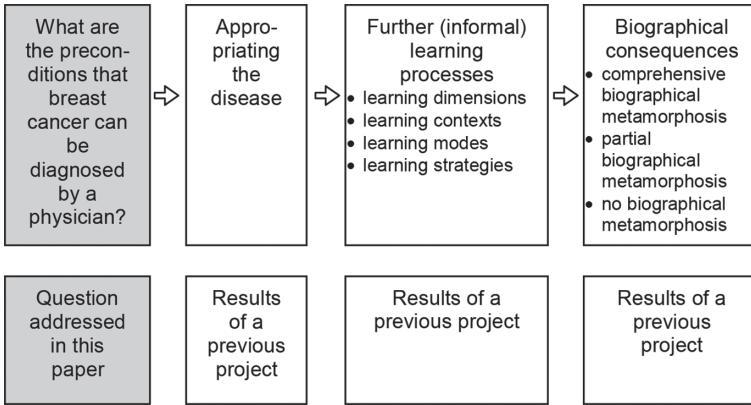 What are
the precon-
ditions that
breast
cancer can
be
diagnosed
by a
physician?
Appro-
priating
the
disease
Further (informal)
learning
processes
• learning dimensions
• learning contexts
• learning modes
• learning strategies
Biographical
consequences
• comprehensive
biographical
metamorphosis
• partial
biographical
metamorphosis
• no biographical
metamorphosis
Question
addressed
in this
paper
Results
of a
previous
project
Results of a
previous project
Results of a
previous
project